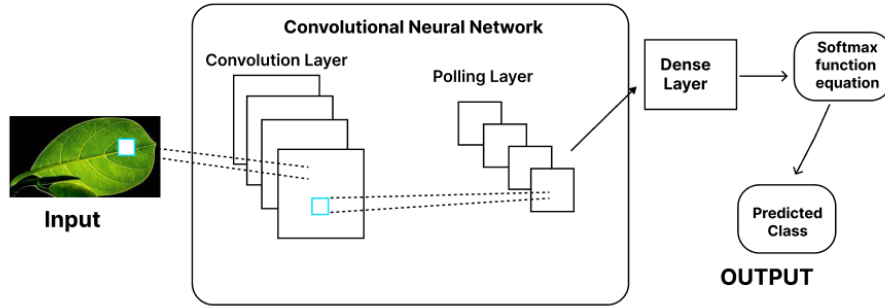 Convolutional Neural Network
Convolution Layer
Polling Layer
Dense
Layer
Softmax
function
equation
Input
Predicted
Class
OUTPUT